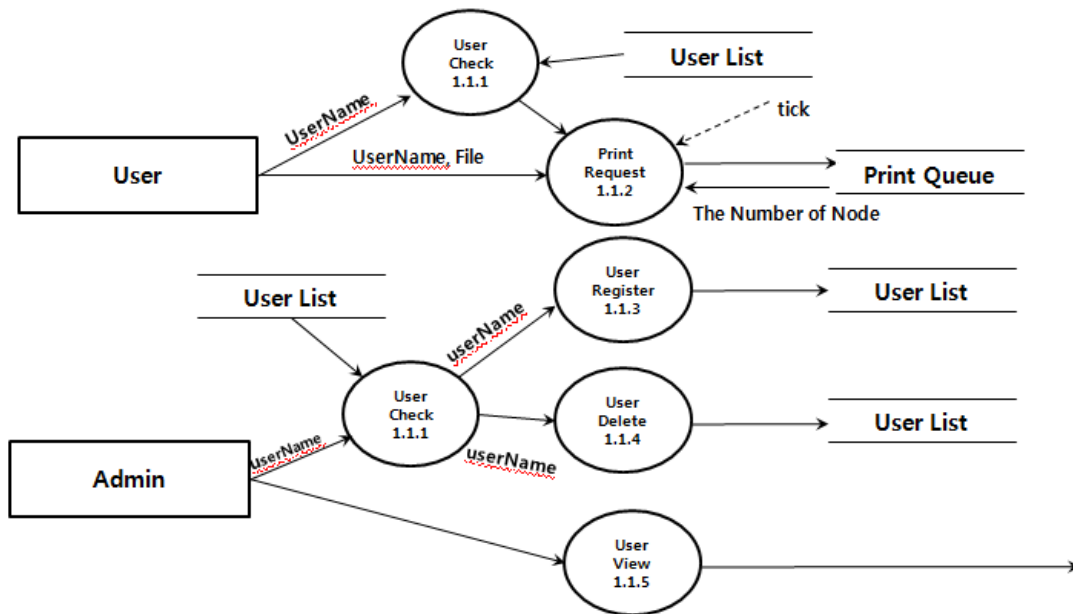 User
Check
1.1.1
User List
UserName
tick
User
UserName, File
Print
Request
1.1.2
Print Queue
The Number of Node
User List
User
Register
1.1.3
User List
userName
User
Check
1.1.1
User
Delete
1.1.4
User List
userName
userName
Admin
User
View
1.1.5